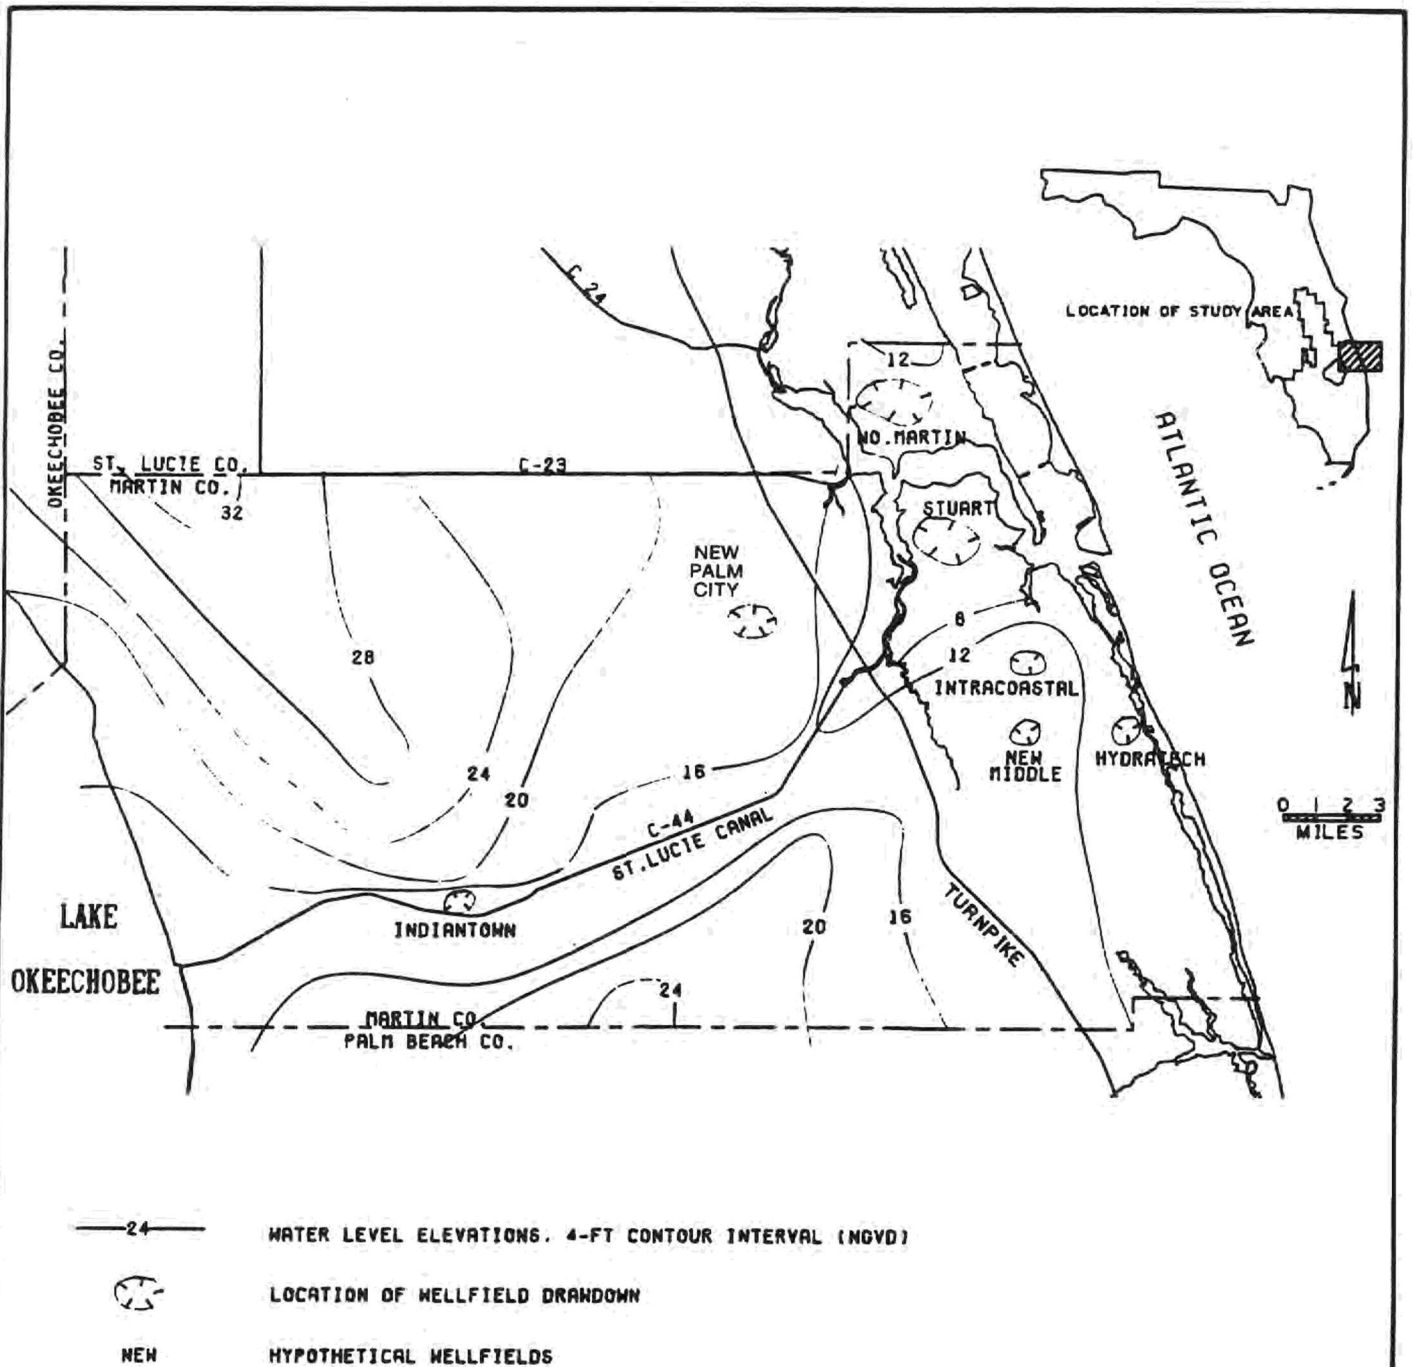 C 24
LOCATION OF STUDY AREA
OKEECHOBEE CO.
12
NO.MARTIN
ATLANTIC OCEAN
ST. LUCIE CO.
MARTIN CO.
C-23
32
STUART
NEW
PALM
CITY
8
12
28
INTRACOASTAL
N
NEW
MIDDLE
HYDRATECH
24
20
16
0 1 2 3
MILES
C-44
ST.LUCIE CANAL
LAKE
OKEECHOBEE
INDIANTOWN
TURNPIKE
20
16
24
MARTIN CO.
PALM BEACH CO.
24 WATER LEVEL ELEVATIONS. 4-FT CONTOUR INTERVAL (NGVD)
LOCATION OF WELLFIELD DRAWDOWN
NEW HYPOTHETICAL WELLFIELDS